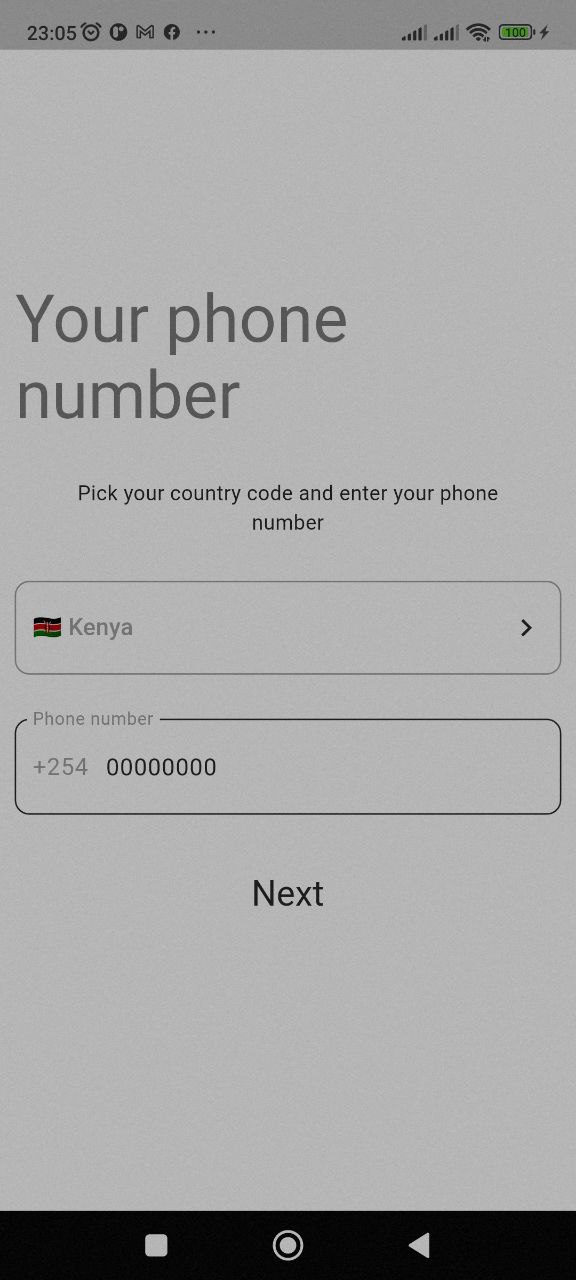 23:05
100
Your phone
number
Pick your country code and enter your phone
number
Kenya
Phone number
+254 00000000
Next